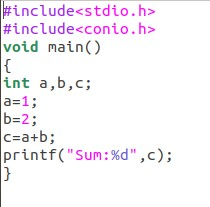 #include<stdio.h>
#include<conio.h>
void main()
{
int a,b,c;
a=1;
b=2;
c=a+b;
printf("Sum:%d",c);
}